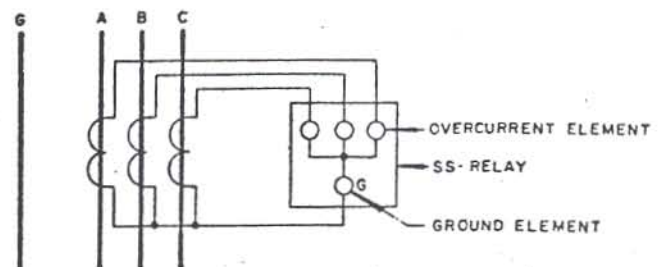 G A B C
OVERCURRENT ELEMENT
SS-RELAY
G
GROUND ELEMENT